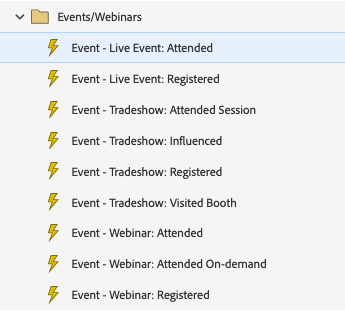 Events/Webinars
Event - Live Event: Attended
Event - Live Event: Registered
Event - Tradeshow: Attended Session
Event - Tradeshow: Influenced
Event - Tradeshow: Registered
Event - Tradeshow: Visited Booth
Event - Webinar: Attended
Event - Webinar: Attended On-demand
Event - Webinar: Registered